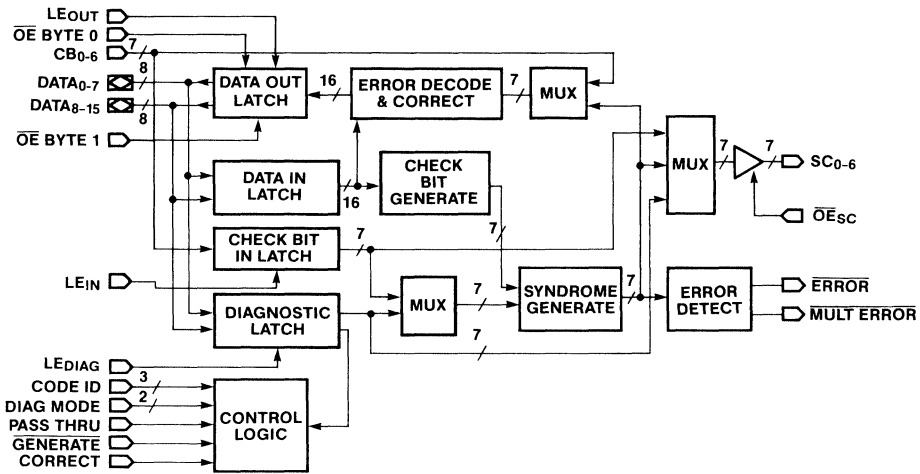 LEOUT
OE BYTE 0
7
CB0-6
8
DATA0-7
DATA8-15
8
OE BYTE 1
DATA OUT
LATCH
16
ERROR DECODE
& CORRECT
7
MUX
MUX
7
7
SC0-6
OESC
DATA IN
LATCH
16
CHECK
BIT
GENERATE
7
CHECK BIT
IN LATCH
7
LEIN
DIAGNOSTIC
LATCH
MUX
7
SYNDROME
GENERATE
7
ERROR
DETECT
ERROR
MULT ERROR
7
LEDIAG
CODE ID
3
DIAG MODE
2
PASS THRU
GENERATE
CORRECT
CONTROL
LOGIC